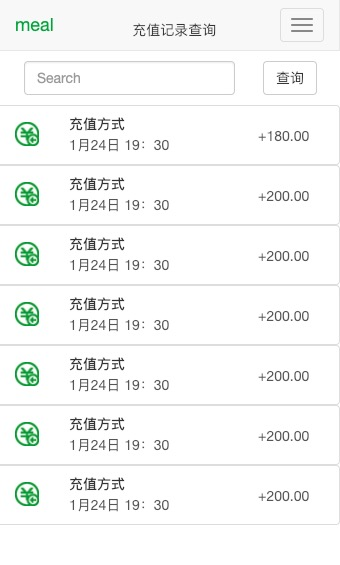 meal
充值记录查询
Search
查询
充值方式
1月24日 19：30
+180.00
充值方式
1月24日 19：30
+200.00
充值方式
1月24日 19：30
+200.00
充值方式
1月24日 19：30
+200.00
充值方式
1月24日 19：30
+200.00
充值方式
1月24日 19：30
+200.00
充值方式
1月24日 19：30
+200.00